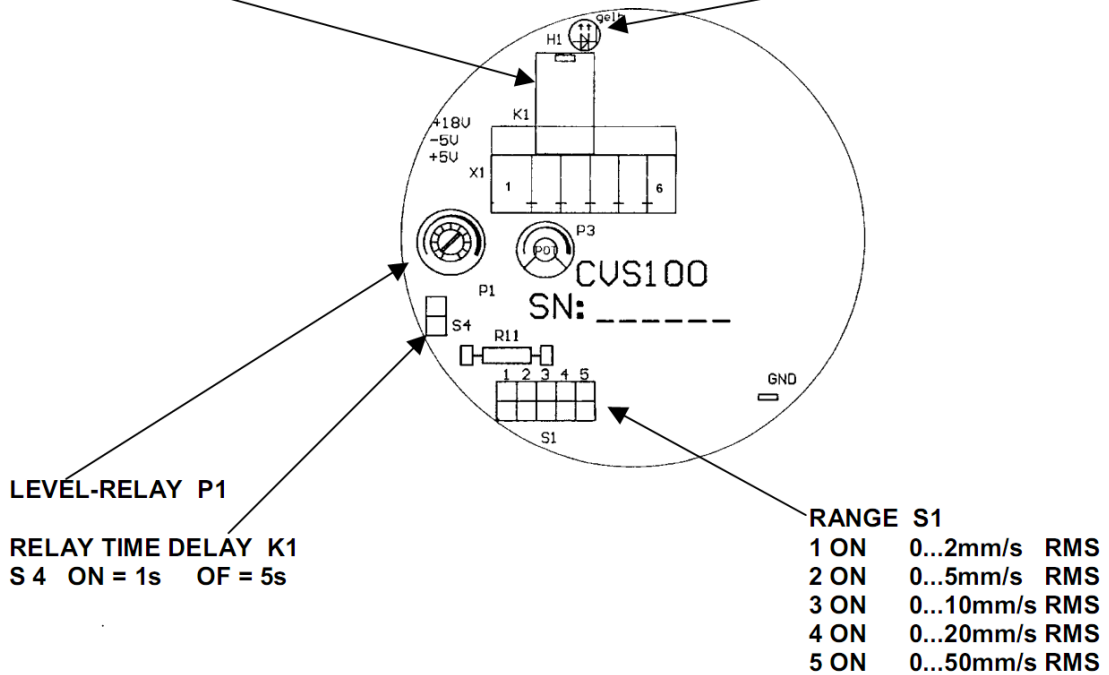 gelb
H1
K1
+18V
-5V
+5V
X1
1
6
P3
POT
CVS100
P1
SN: ______
S4
R11
1 2 3 4 5
GND
S1
LEVEL-RELAY P1
RELAY TIME DELAY K1
S 4 ON = 1s OF = 5s
RANGE S1
1 ON 0...2mm/s RMS
2 ON 0...5mm/s RMS
3 ON 0...10mm/s RMS
4 ON 0...20mm/s RMS
5 ON 0...50mm/s RMS